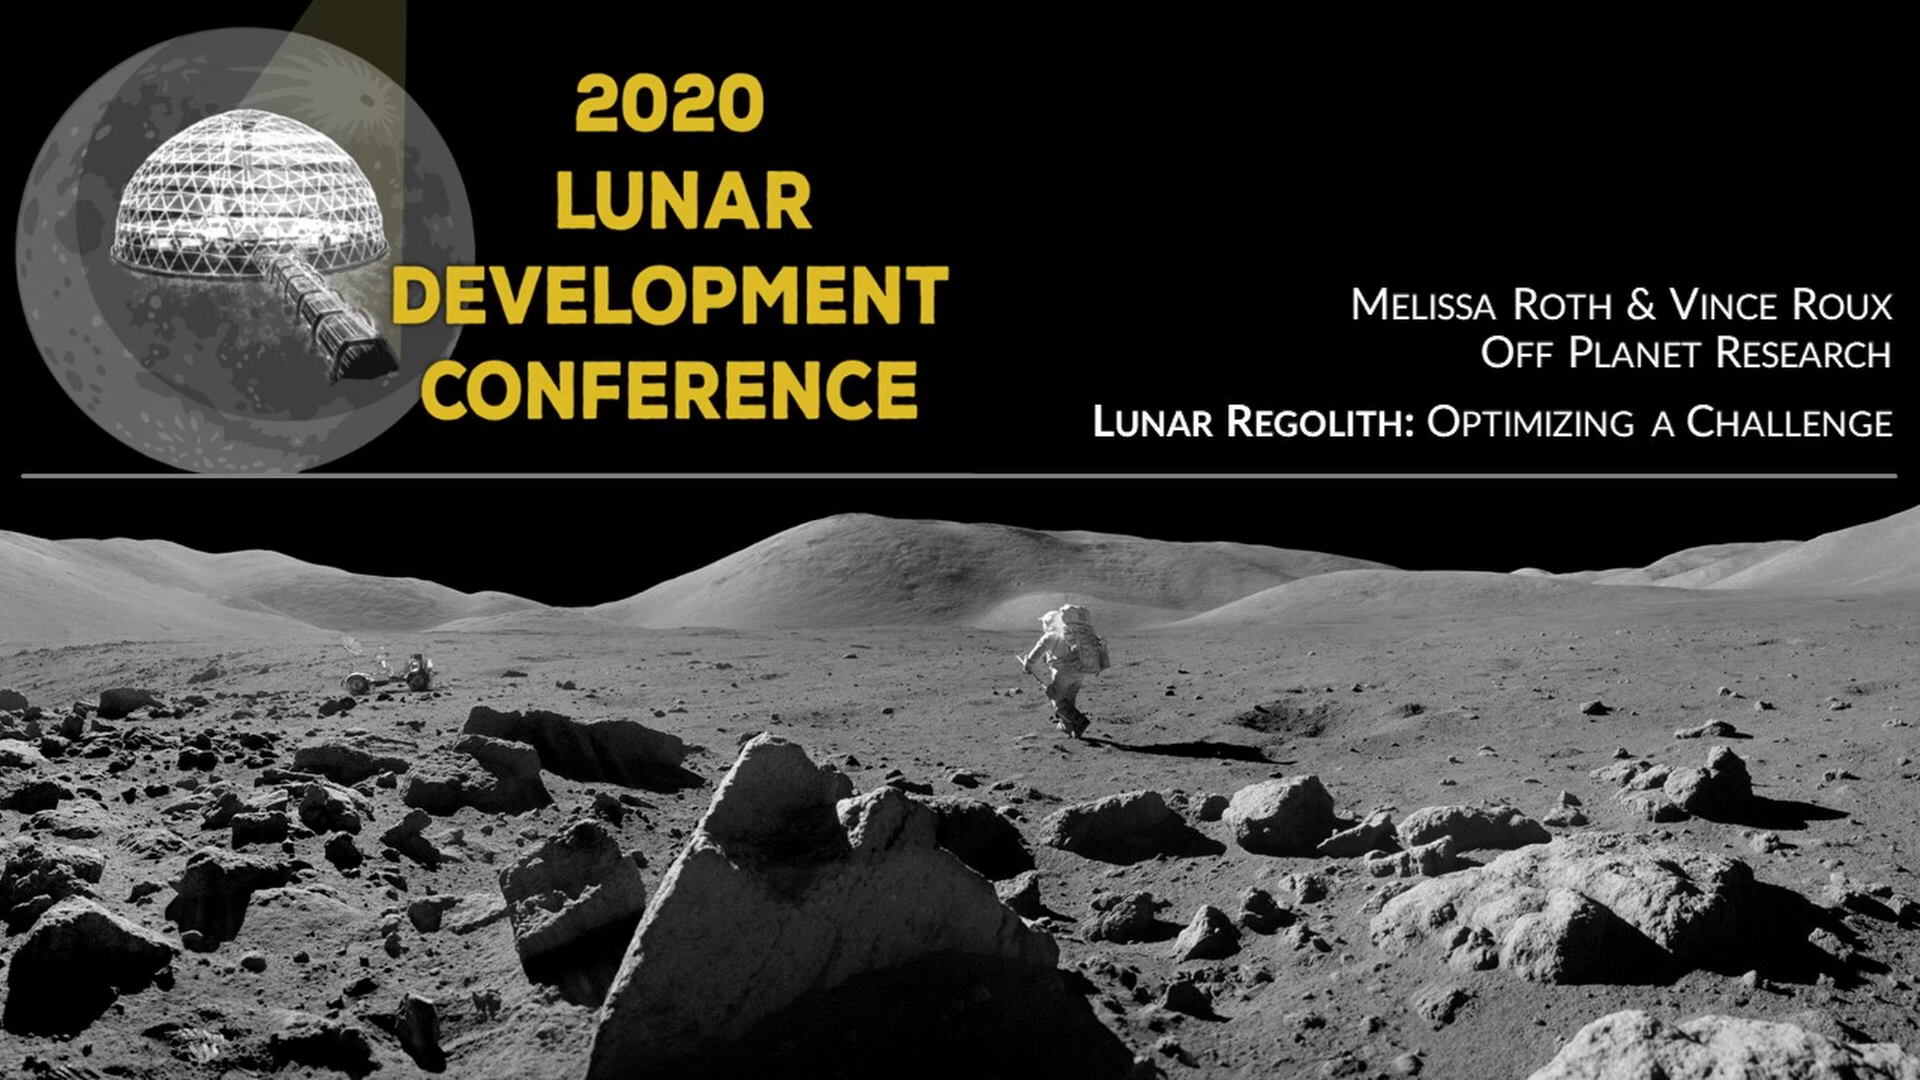 2020
LUNAR
DEVELOPMENT
CONFERENCE
Melissa Roth & Vince Roux
Off Planet Research
Lunar Regolith: Optimizing a Challenge